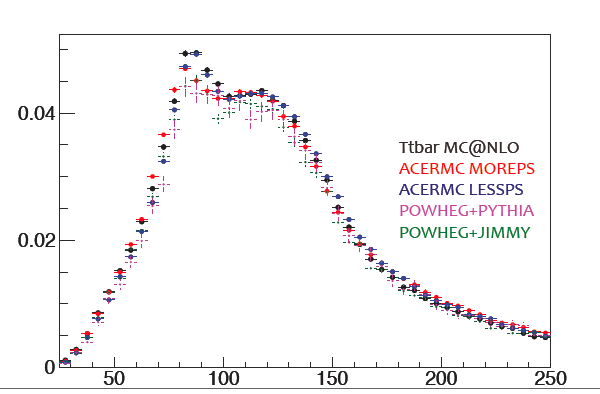 0.04
Ttbar MC@NLO
ACERMC MOREPS
ACERMC LESSPS
POWHEG+PYTHIA
0.02
POWHEG+JIMMY
0
50 100 150 200 250